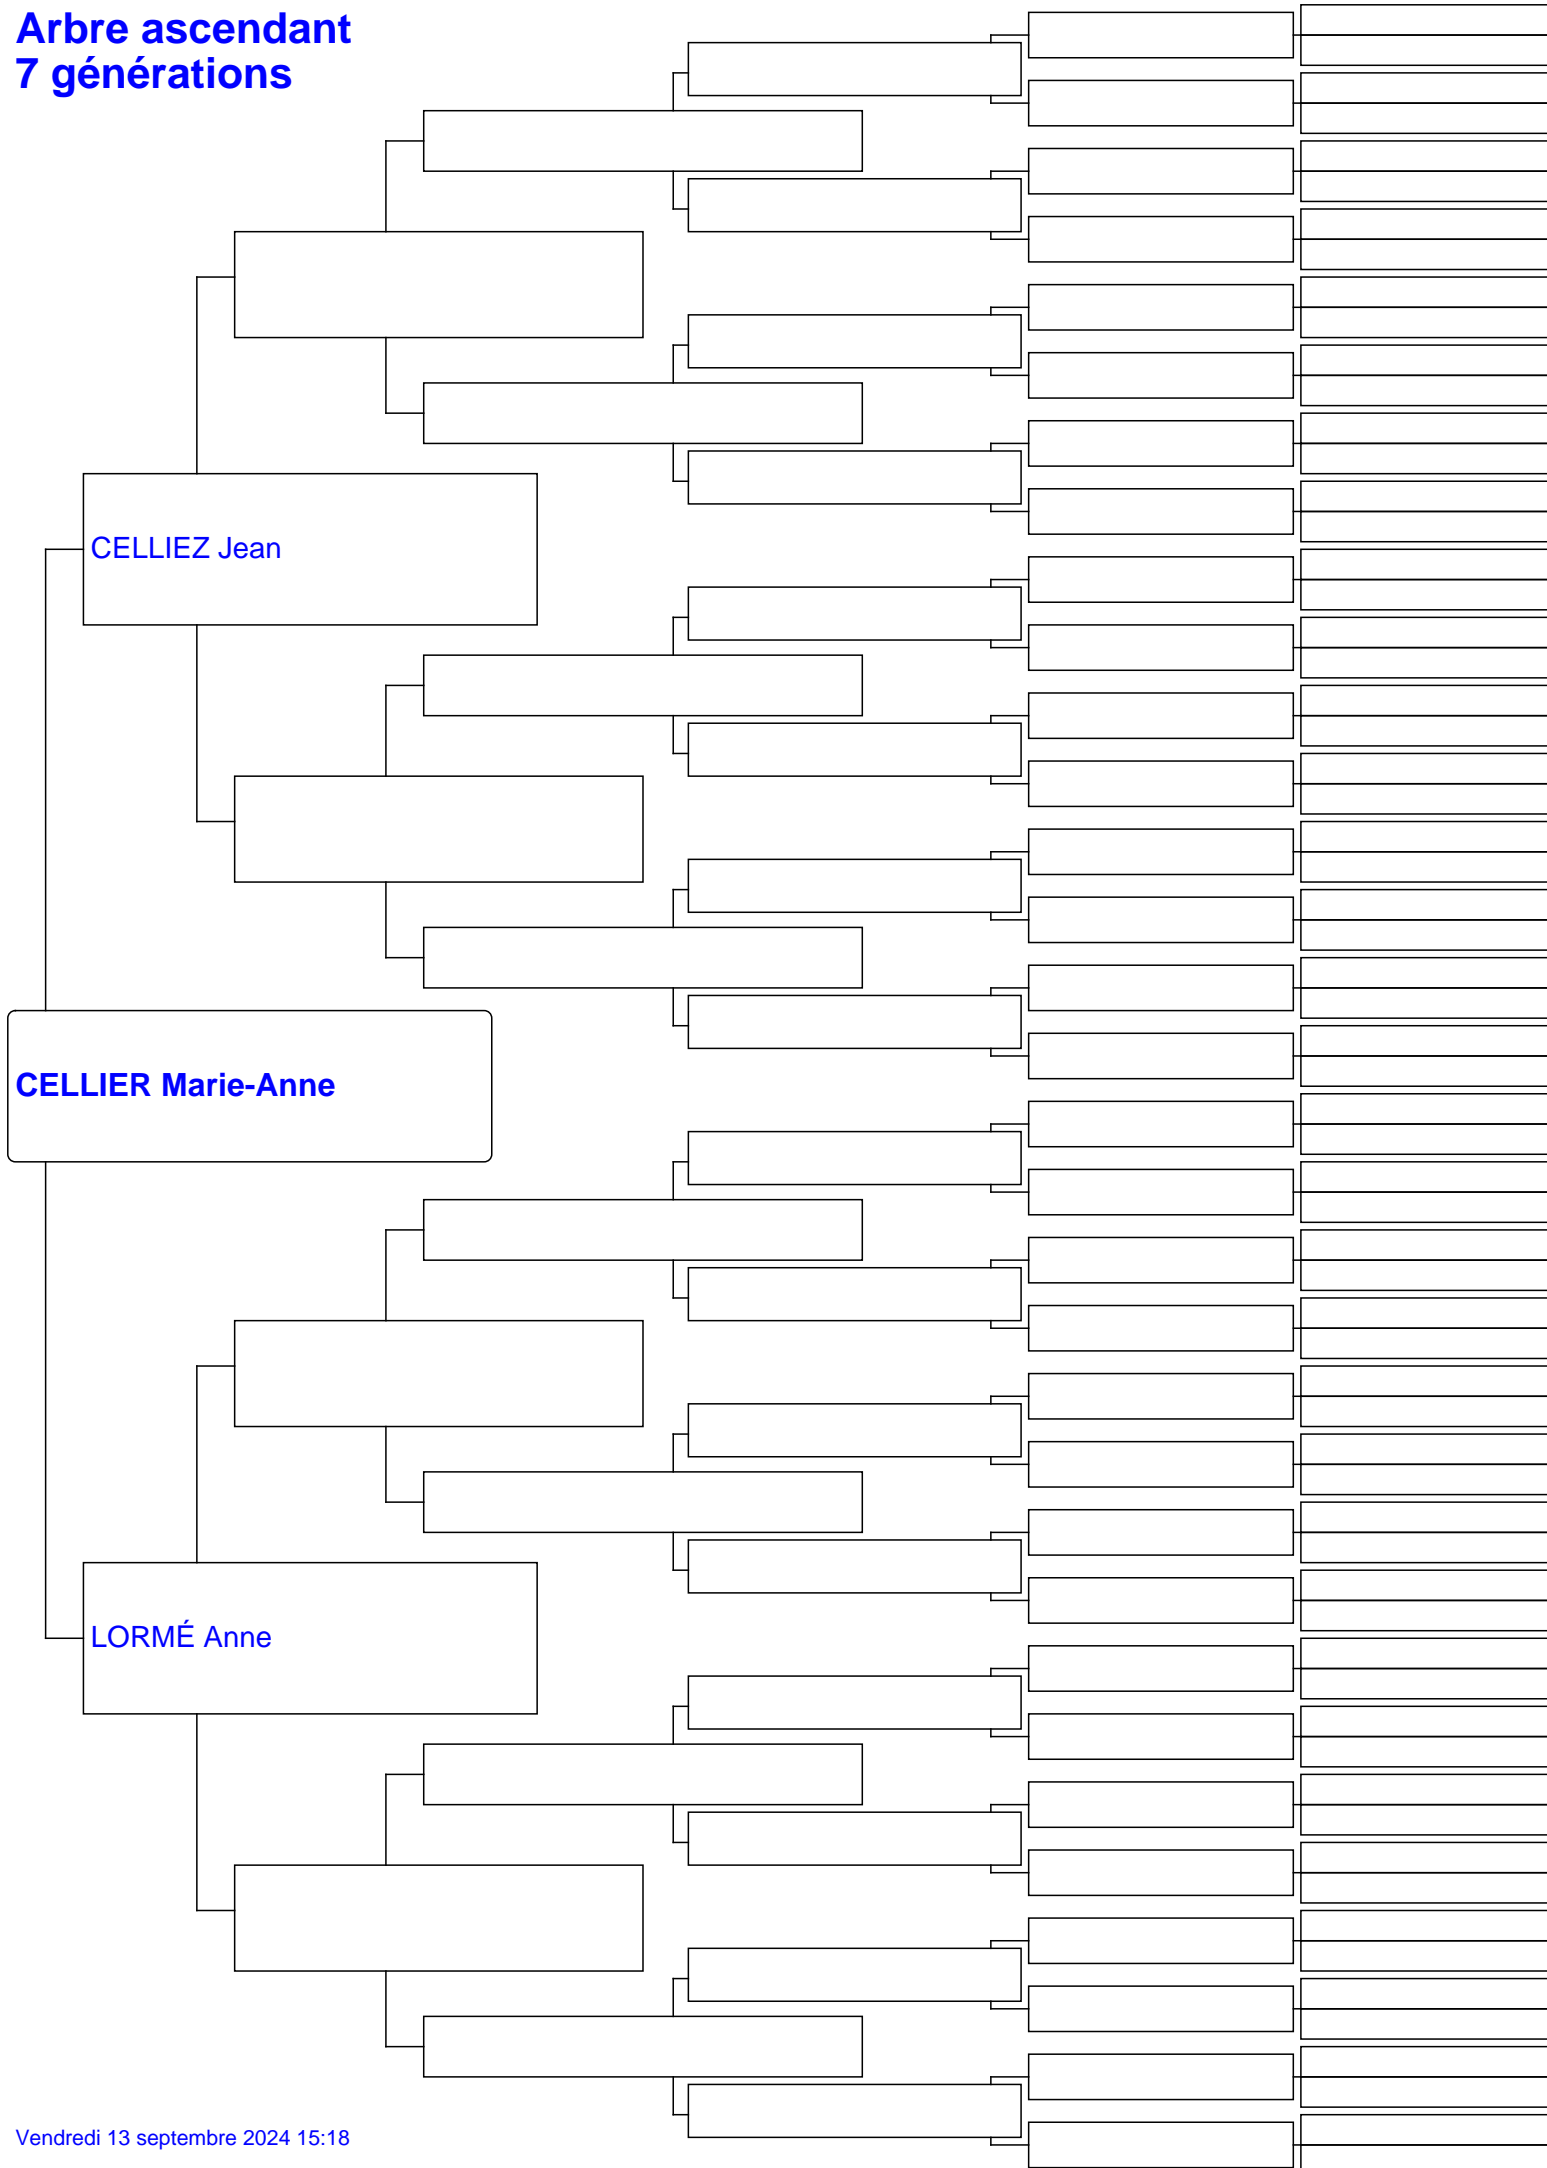 Arbre ascendant
7 générations
CELLIEZ Jean
CELLIER Marie-Anne
LORMÉ Anne
Vendredi 13 septembre 2024 15:18